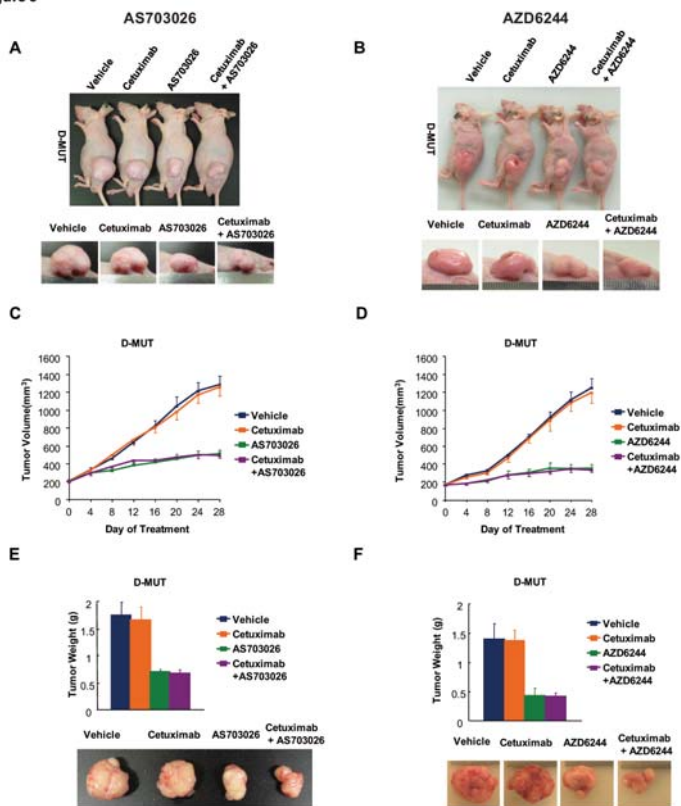 AS703026
AZD6244
A
Vehicle
Cetuximab
AS703026
Cetuximab
+ AS703026
D-MUT
Vehicle
Cetuximab
AS703026
Cetuximab
+ AS703026
B
Vehicle
Cetuximab
AZD6244
Cetuximab
+ AZD6244
D-MUT
Vehicle
Cetuximab
AZD6244
Cetuximab
+ AZD6244
C
D-MUT
Tumor Volume(mm3)
1600
1400
1200
1000
800
600
400
200
0
0 4 8 12 16 20 24 28
Day of Treatment
Vehicle
Cetuximab
AS703026
Cetuximab
+AS703026
D
D-MUT
Tumor Volume(mm3)
1600
1400
1200
1000
800
600
400
200
0
0 4 8 12 16 20 24 28
Day of Treatment
Vehicle
Cetuximab
AZD6244
Cetuximab
+AZD6244
E
D-MUT
Tumor Weight (g)
2
1.5
1
0.5
0
Vehicle
Cetuximab
AS703026
Cetuximab
+AS703026
Vehicle
Cetuximab
AS703026
Cetuximab
+ AS703026
F
D-MUT
Tumor Weight (g)
2
1.5
1
0.5
0
Vehicle
Cetuximab
AZD6244
Cetuximab
+AZD6244
Vehicle
Cetuximab
AZD6244
Cetuximab
+ AZD6244